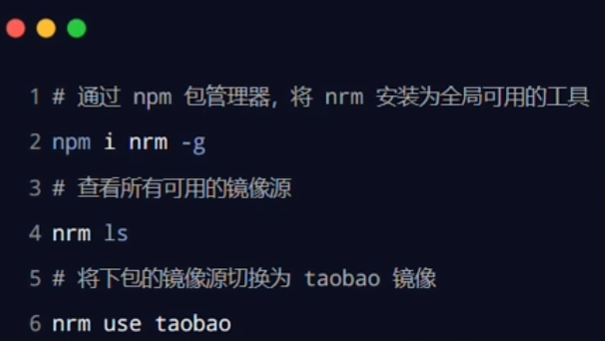 1 # 通过 npm 包管理器，将 nrm 安装为全局可用的工具
2 npm i nrm -g
3 # 查看所有可用的镜像源
4 nrm ls
5 # 将下包的镜像源切换为 taobao 镜像
6 nrm use taobao